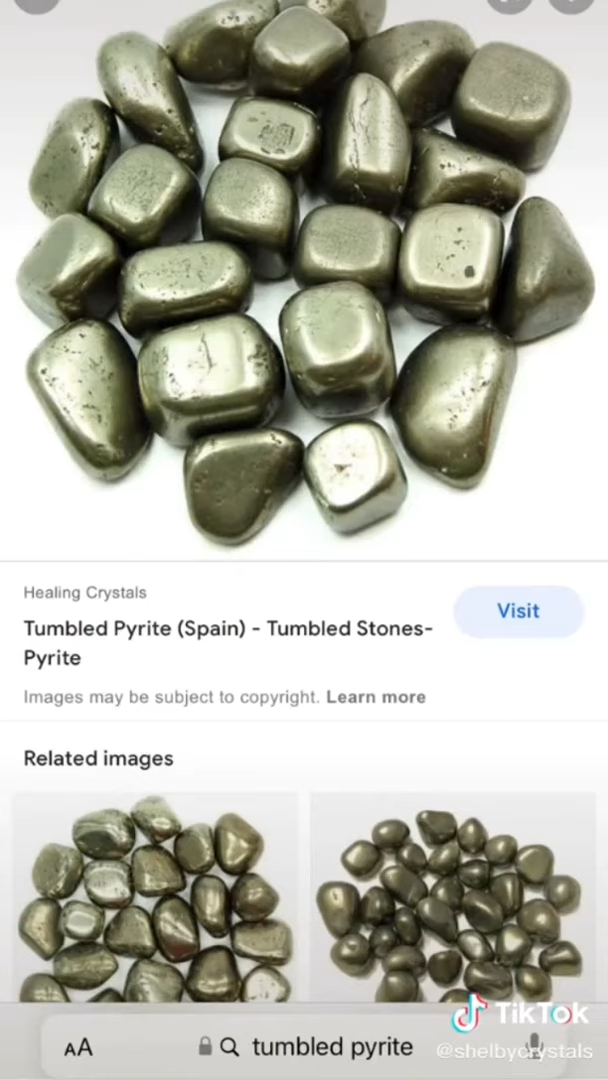 Healing Crystals
Visit
Tumbled Pyrite (Spain) - Tumbled Stones-
Pyrite
Images may be subject to copyright. Learn more
Related images
TikTok
AA
tumbled pyrite
@shelbycrystals